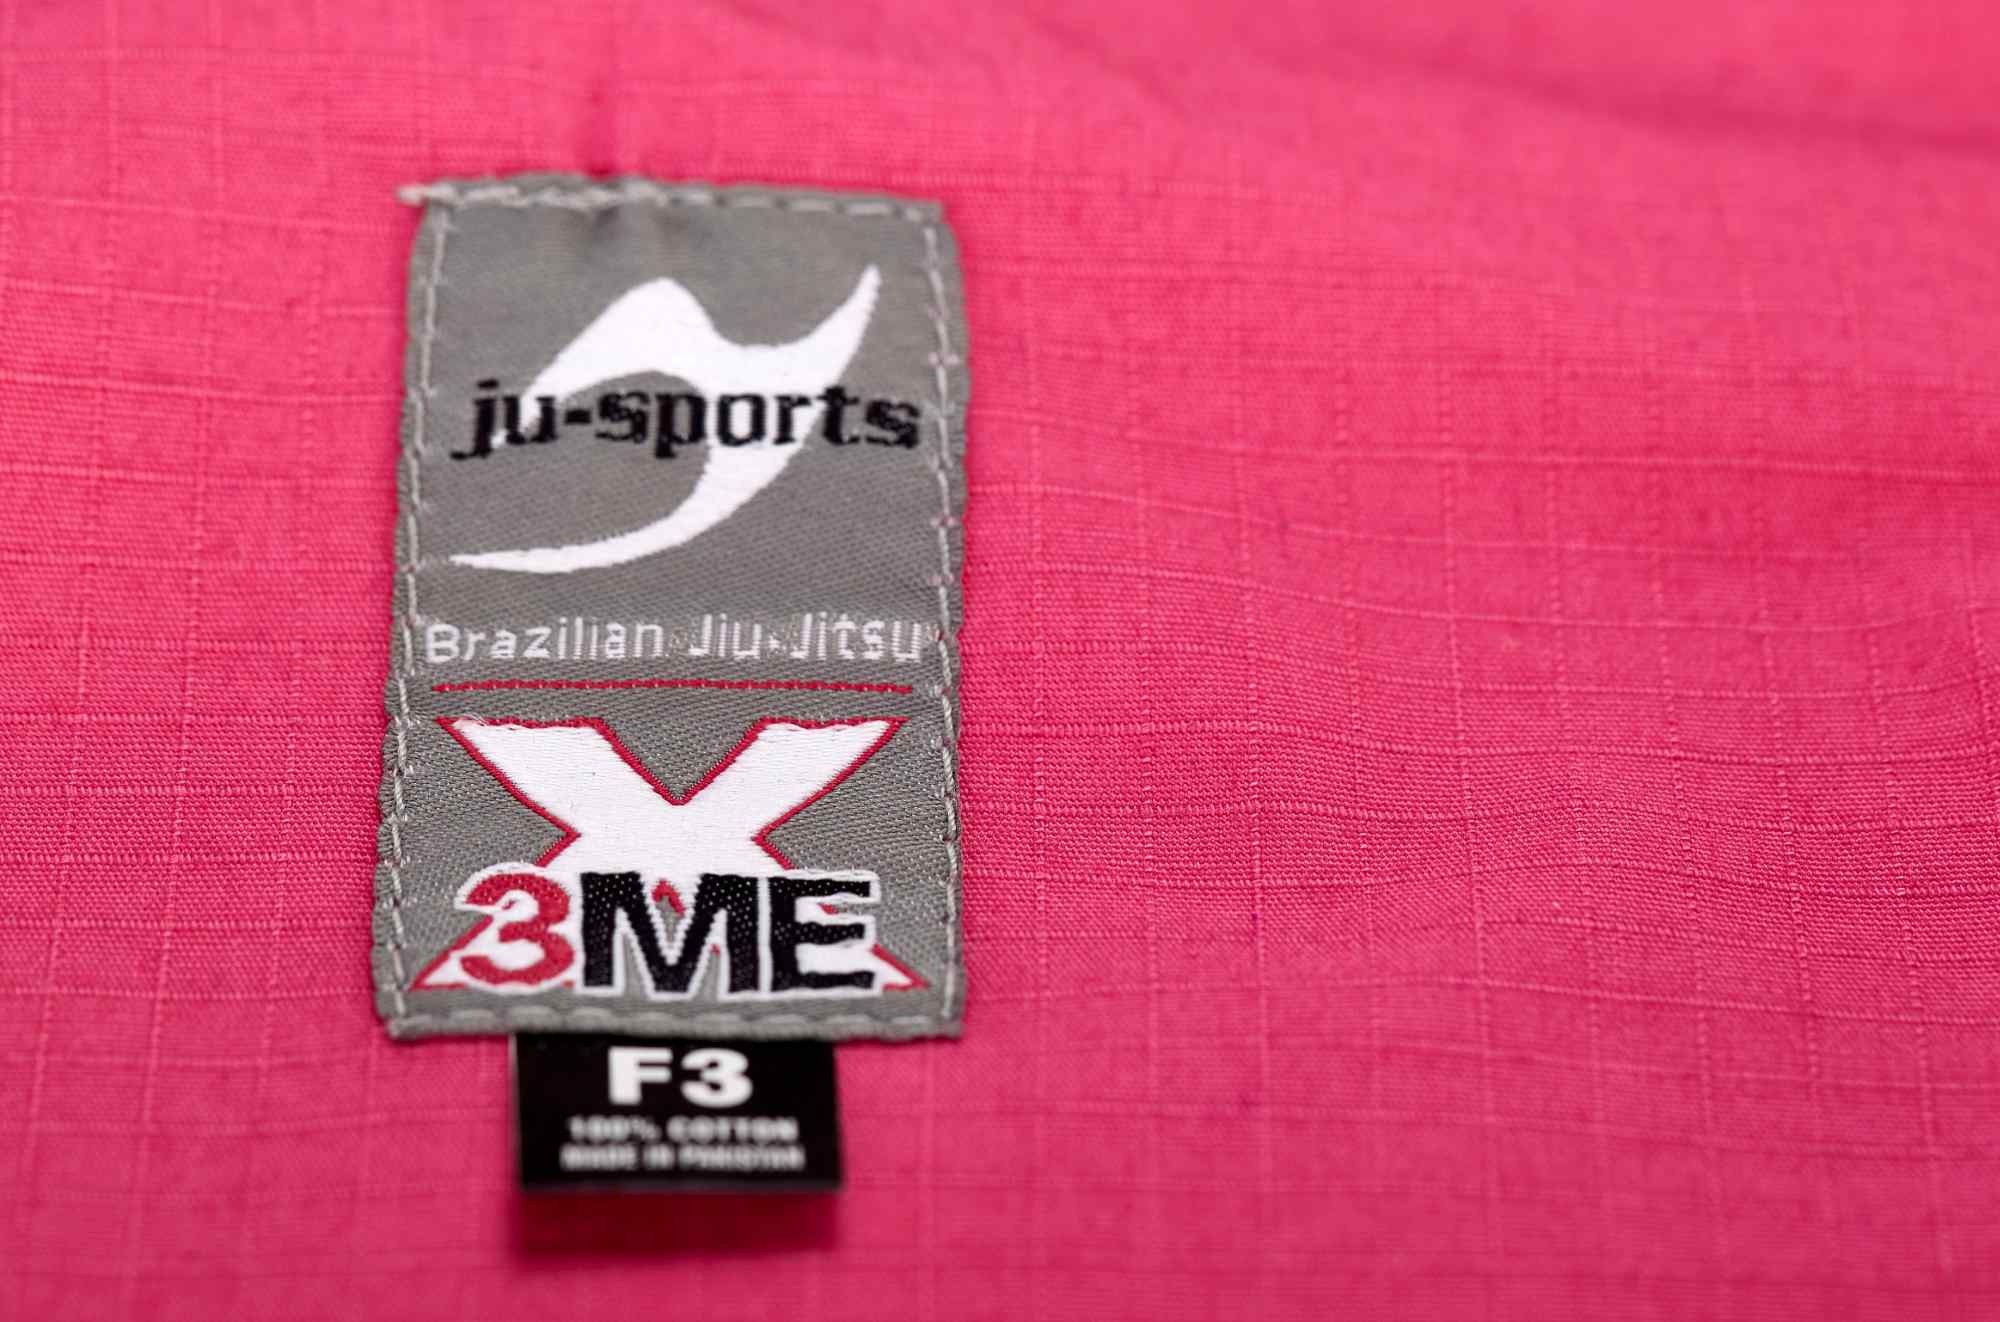 ju-sports
Brazilian Jiu-Jitsu
X
3ME
F3
100% COTTON
MADE IN PAKISTAN